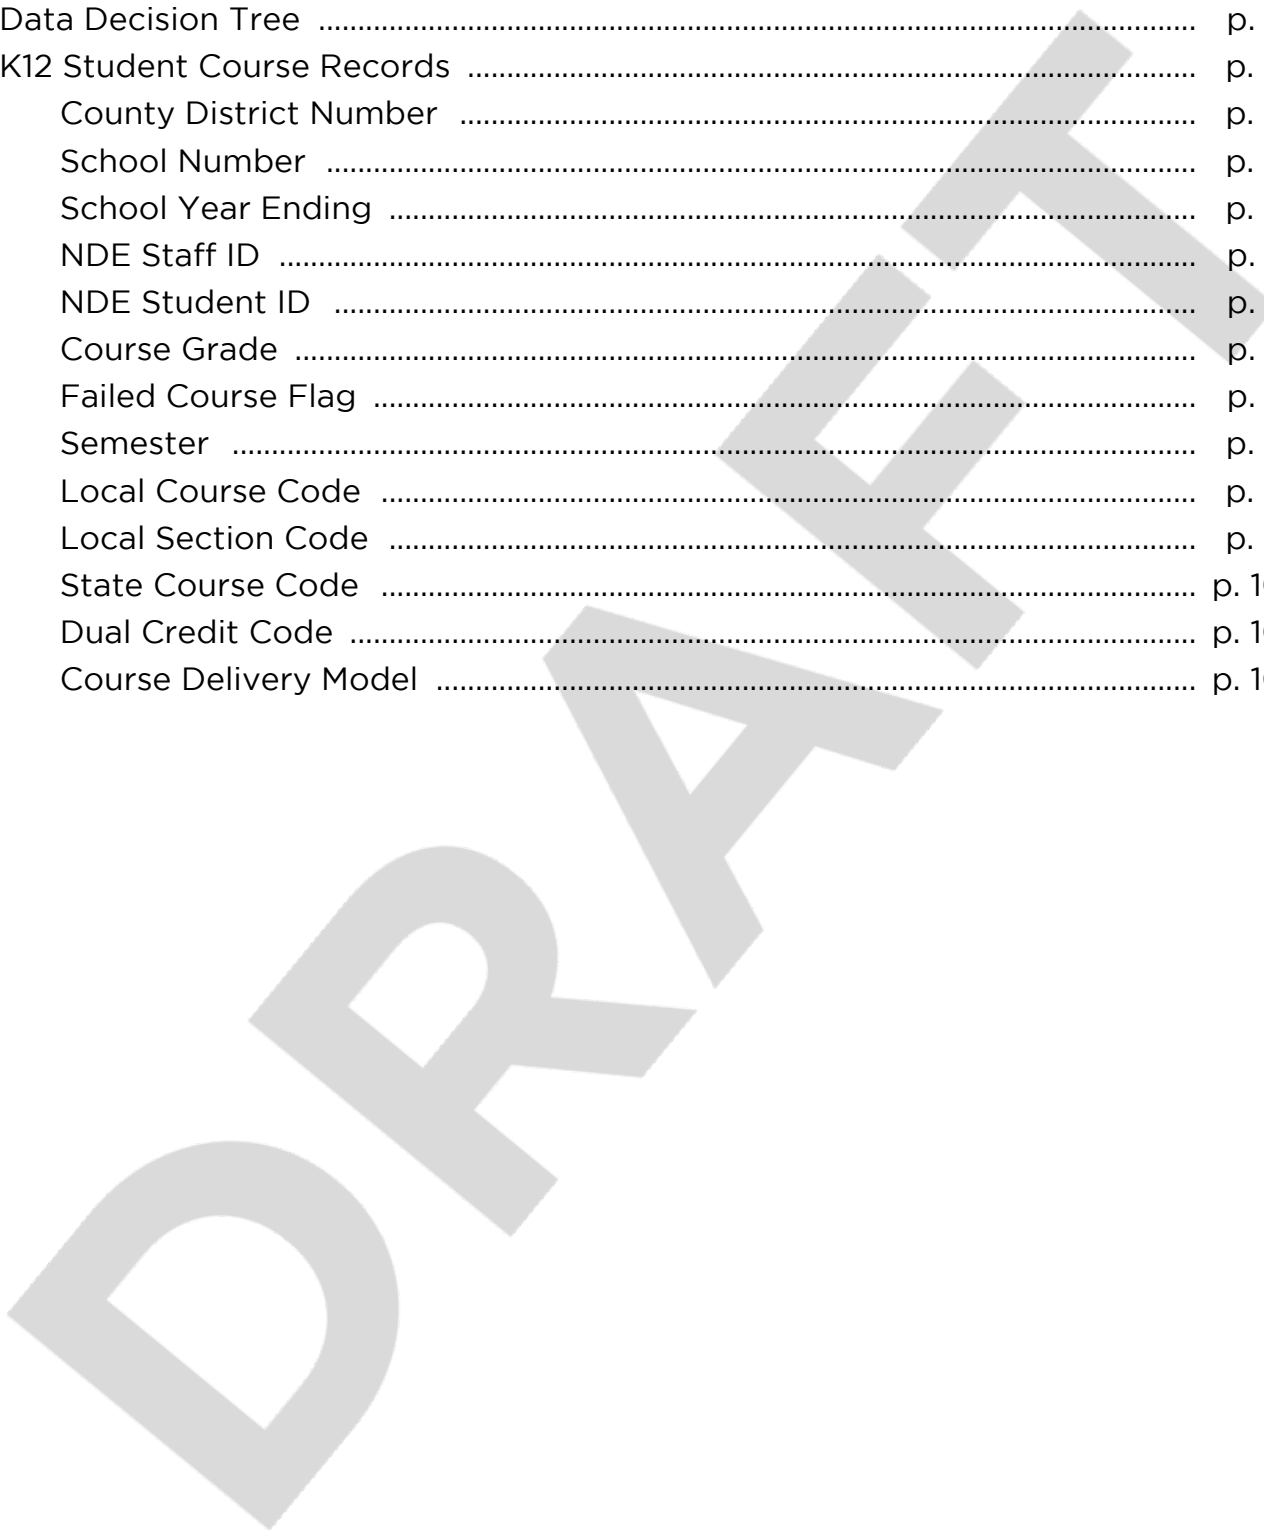 Data Decision Tree ........................ p.
K12 Student Course Records ........................ p.
County District Number ........................ p.
School Number ........................ p.
School Year Ending ........................ p.
NDE Staff ID ........................ p.
NDE Student ID ........................ p.
Course Grade ........................ p.
Failed Course Flag ........................ p.
Semester ........................ p.
Local Course Code ........................ p.
Local Section Code ........................ p.
State Course Code ........................ p. 1
Dual Credit Code ........................ p. 1
Course Delivery Model ........................ p. 1
DRAFT